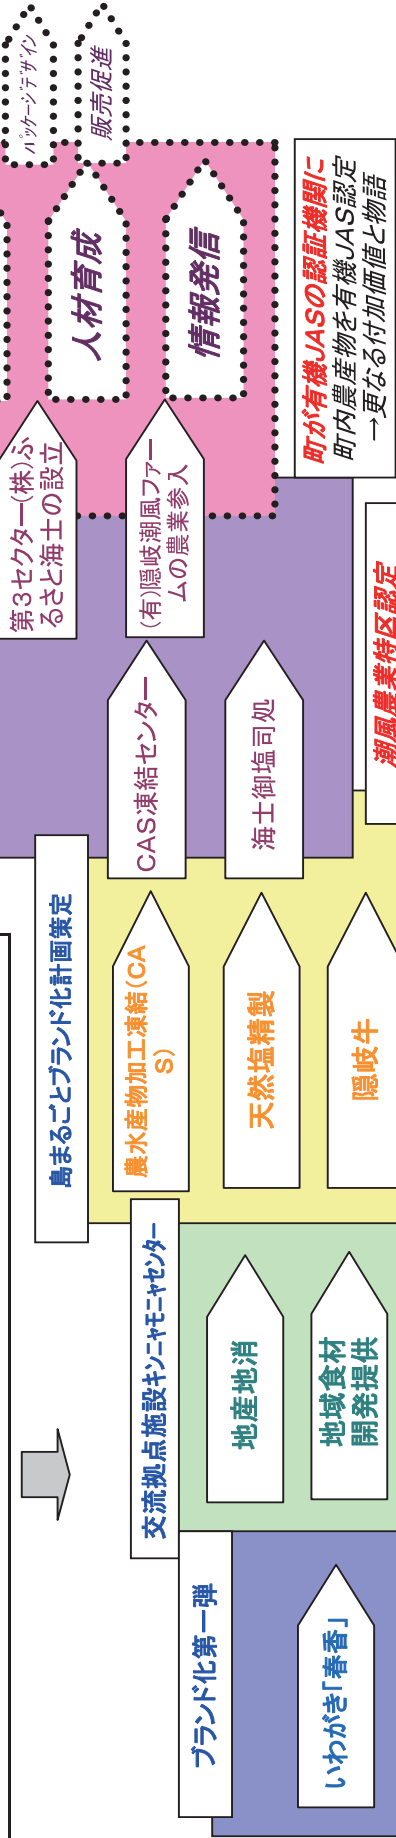 ブランド化第一弾
いわがき「春香」
交流拠点施設キンニャモニャセンター
地産地消
地域食材
開発提供
島まるごとブランド化計画策定
農水産物加工凍結(CA
S)
天然塩精製
隠岐牛
CAS凍結センター
海士御塩司処
潮風農業特区認定
第3セクター(株)ふ
るさと海士の設立
(有)隠岐潮風ファー
ムの農業参入
町が有機JASの認証機関に
町内農産物を有機JAS認定
→更なる付加価値と物語
人材育成
情報発信
パッケージデザイン
販売促進